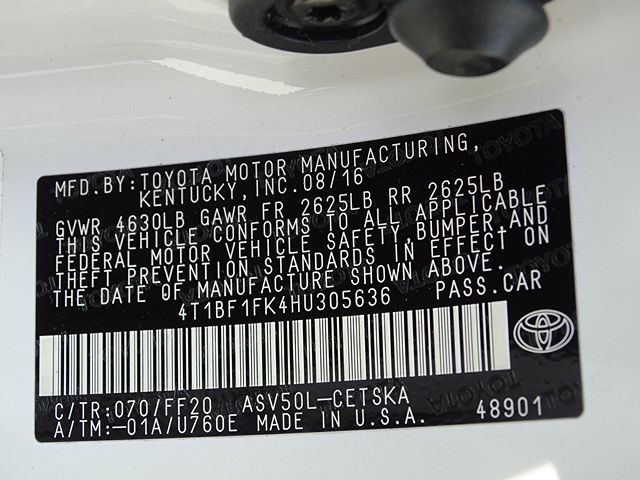 MFD.BY:TOYOTA MOTOR MANUFACTURING,
KENTUCKY, INC.08/16
GVWR 4630LB GAWR FR 2625LB RR 2625LB
THIS VEHICLE CONFORMS TO ALL APPLICABLE
FEDERAL MOTOR VEHICLE SAFETY, BUMPER,AND
THEFT PREVENTION STANDARDS IN EFFECT ON
THE DATE OF MANUFACTURE SHOWN ABOVE.
4T1BF1FK4HU305636 PASS.CAR
C/TR:070/FF20 ASV50L-CETSKA
A/TM:-01A/U760E MADE IN U.S.A. 48901